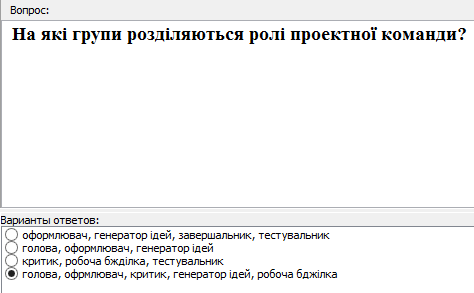 Вопрос:
На які групи розділяються ролі проектної команди?
Варианты ответов:
оформлювач, генератор ідей, завершальник, тестувальник
голова, оформлювач, генератор ідей
критик, робоча бжділка, тестувальник
голова, офрмлювач, критик, генератор ідей, робоча бджілка